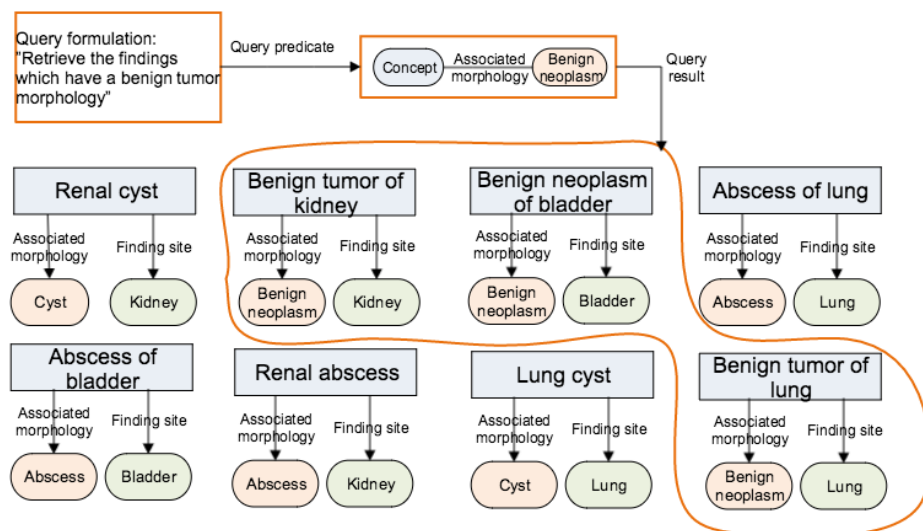 Query formulation:
"Retrieve the findings
which have a benign tumor
morphology"
Query predicate
Concept
Associated
morphology
Benign
neoplasm
Query
result
Renal cyst
Associated
morphology
Finding site
Cyst
Kidney
Benign tumor of
kidney
Associated
morphology
Finding site
Benign
neoplasm
Kidney
Benign neoplasm
of bladder
Associated
morphology
Finding site
Benign
neoplasm
Bladder
Abscess of lung
Associated
morphology
Finding site
Abscess
Lung
Abscess of
bladder
Associated
morphology
Finding site
Abscess
Bladder
Renal abscess
Associated
morphology
Finding site
Abscess
Kidney
Lung cyst
Associated
morphology
Finding site
Cyst
Lung
Benign tumor of
lung
Associated
morphology
Finding site
Benign
neoplasm
Lung